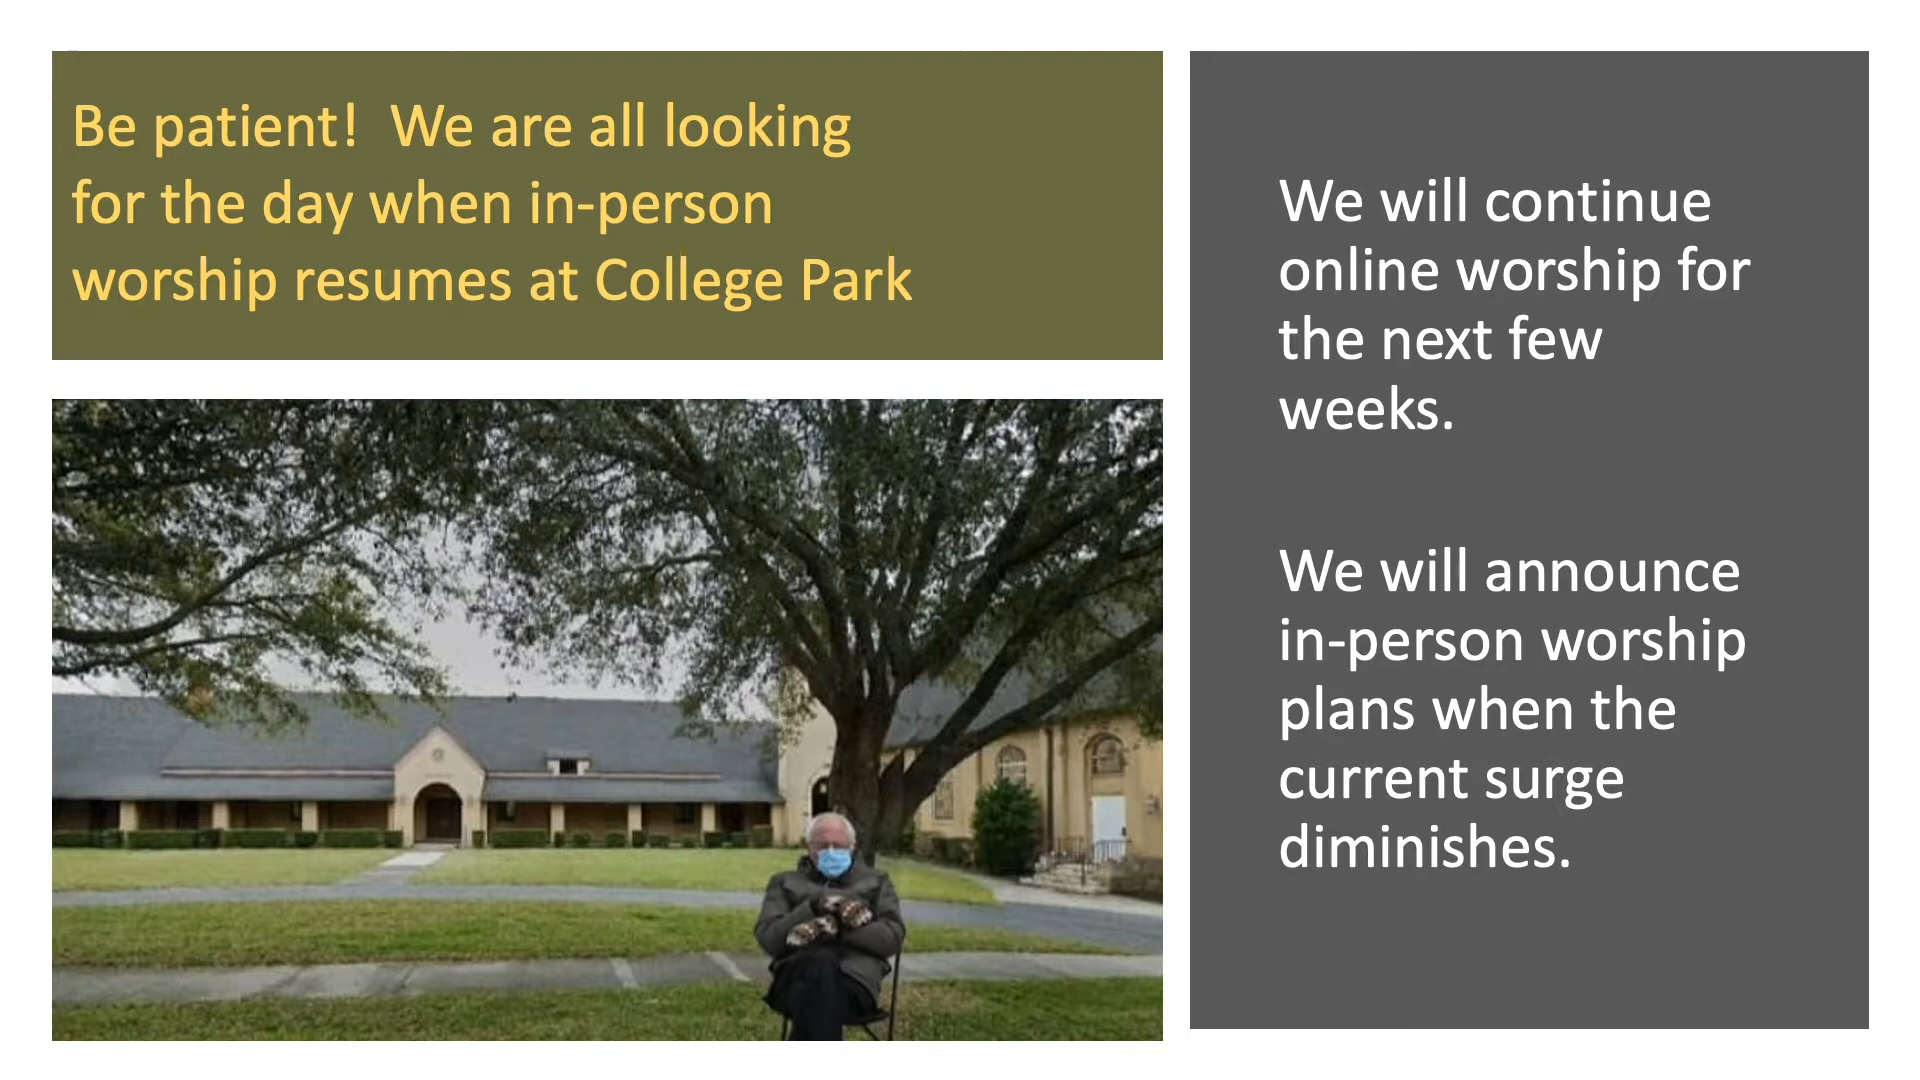 Be patient!  We are all looking
for the day when in-person
worship resumes at College Park
We will continue
online worship for
the next few
weeks.
We will announce
in-person worship
plans when the
current surge
diminishes.